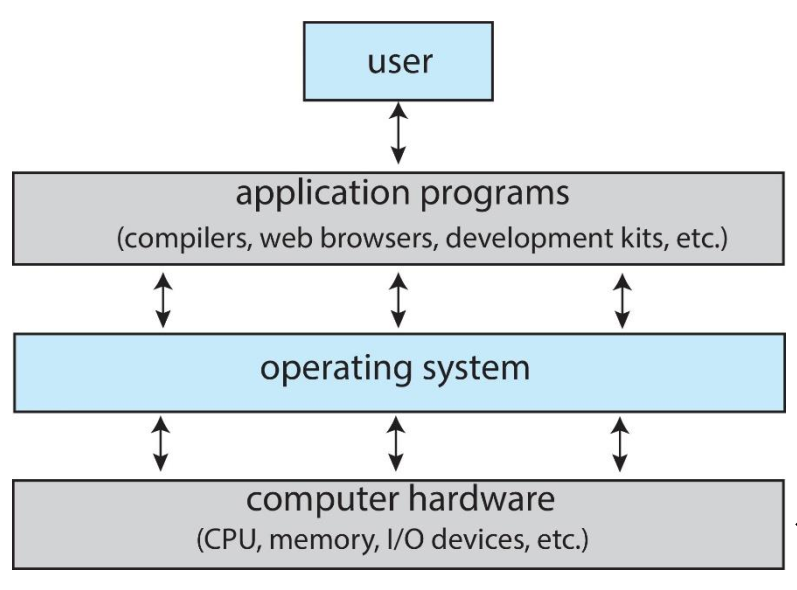 user
application programs
(compilers, web browsers, development kits, etc.)
operating system
computer hardware
(CPU, memory, I/O devices, etc.)